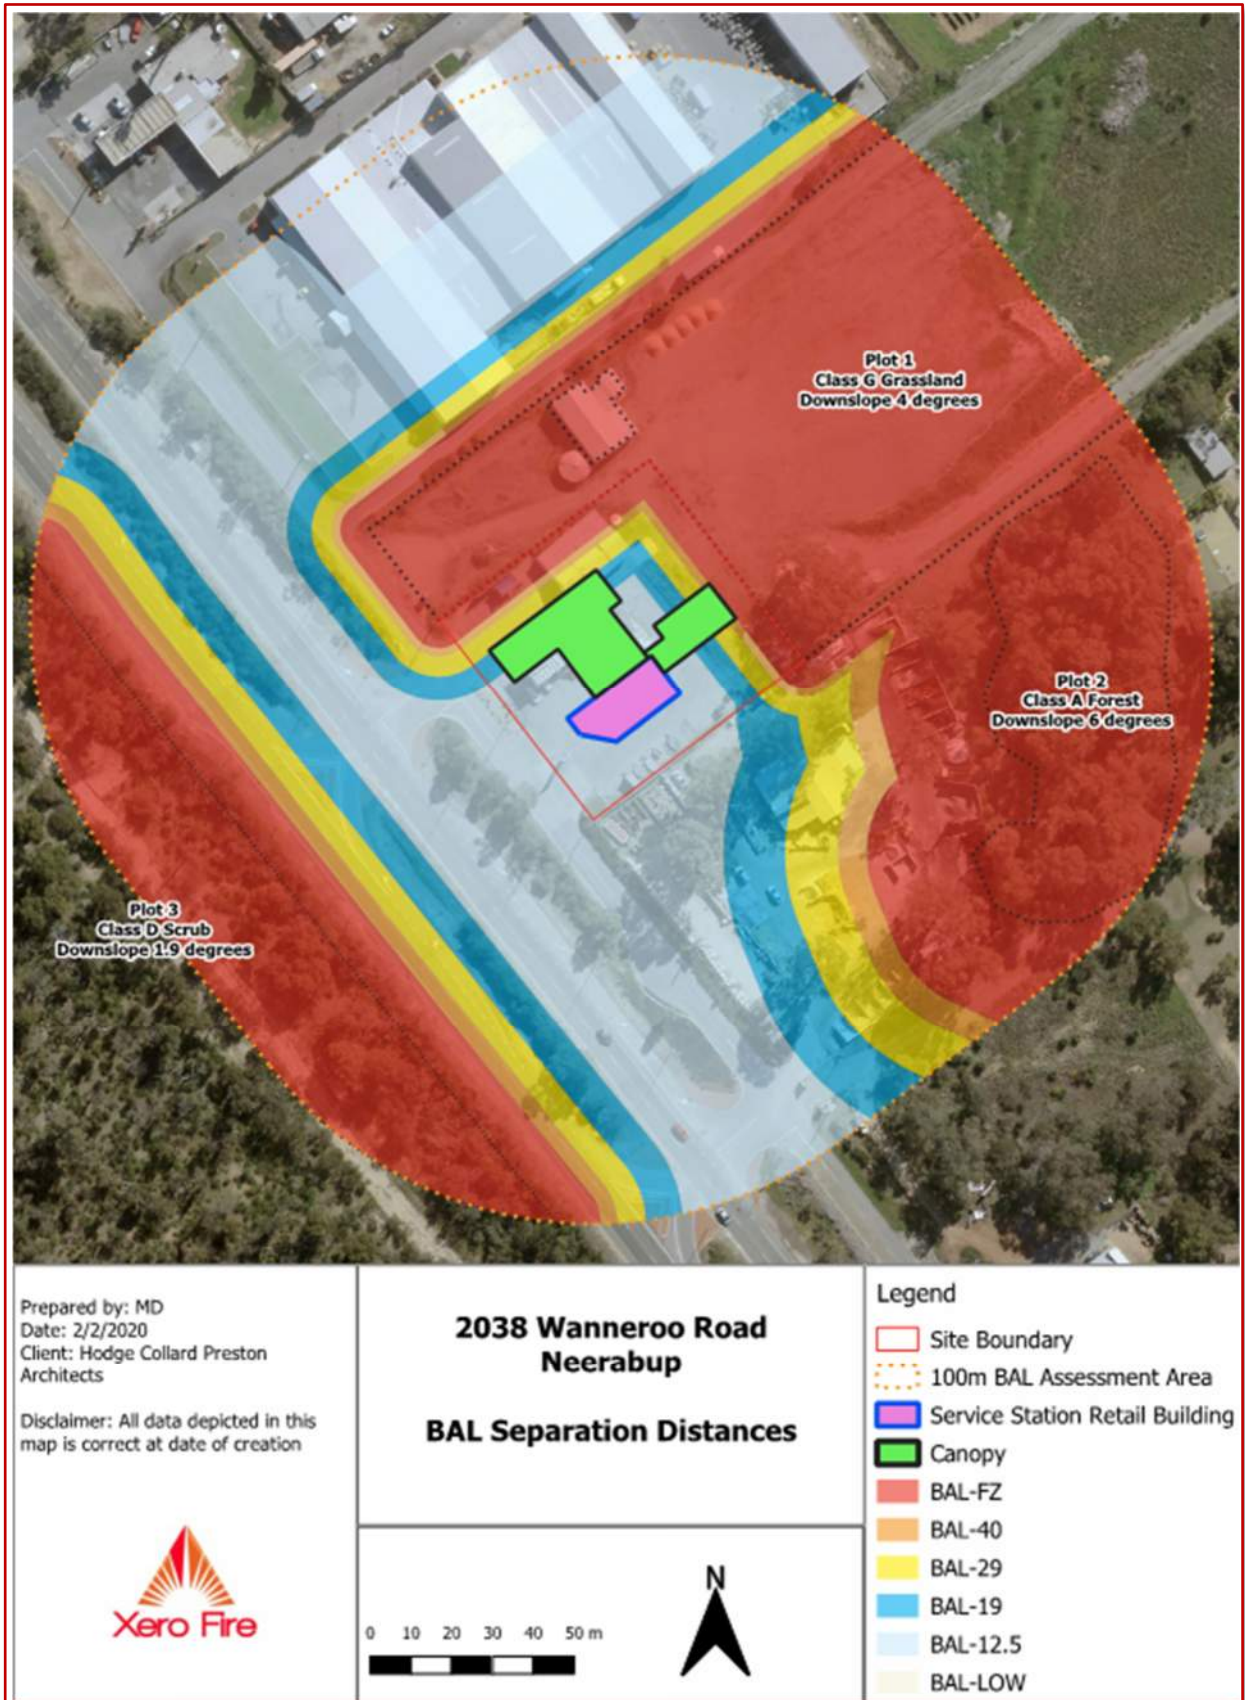 Plot 1
Class G Grassland
Downslope 4 degrees
Plot 2
Class A Forest
Downslope 6 degrees
Plot 3
Class D Scrub
Downslope 1.9 degrees
Prepared by: MD
Date: 2/2/2020
Client: Hodge Collard Preston
Architects
Disclaimer: All data depicted in this
map is correct at date of creation
Xero Fire
2038 Wanneroo Road
Neerabup
BAL Separation Distances
0 10 20 30 40 50 m
N
Legend
Site Boundary
100m BAL Assessment Area
Service Station Retail Building
Canopy
BAL-FZ
BAL-40
BAL-29
BAL-19
BAL-12.5
BAL-LOW